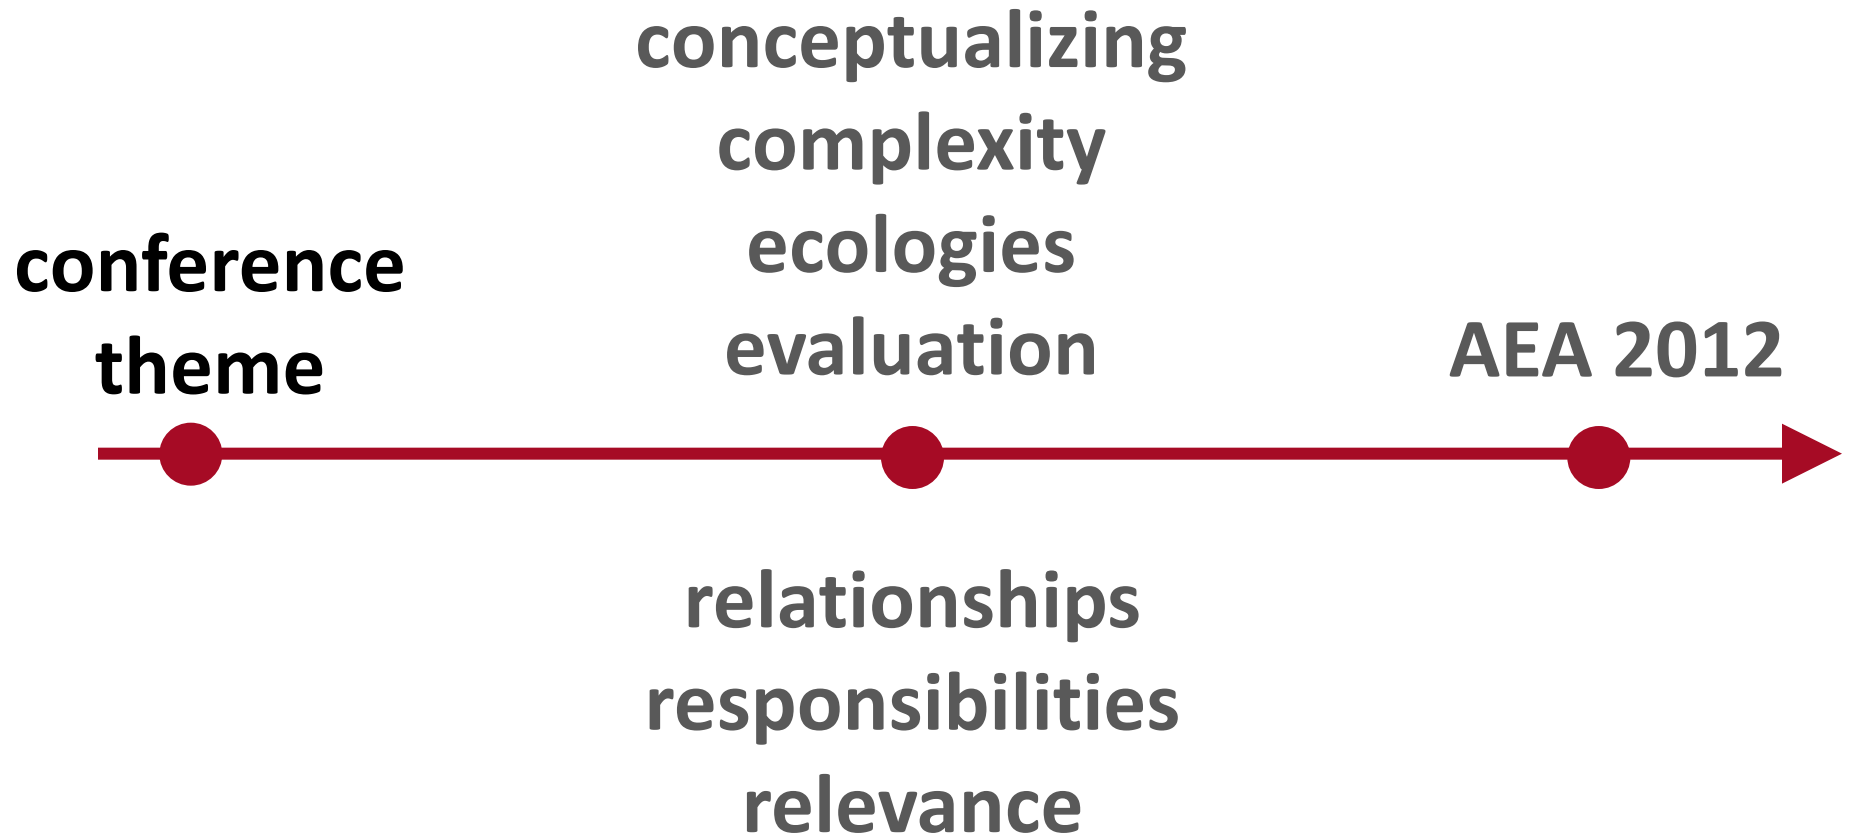 conference
theme
conceptualizing
complexity
ecologies
evaluation
relationships
responsibilities
relevance
AEA 2012